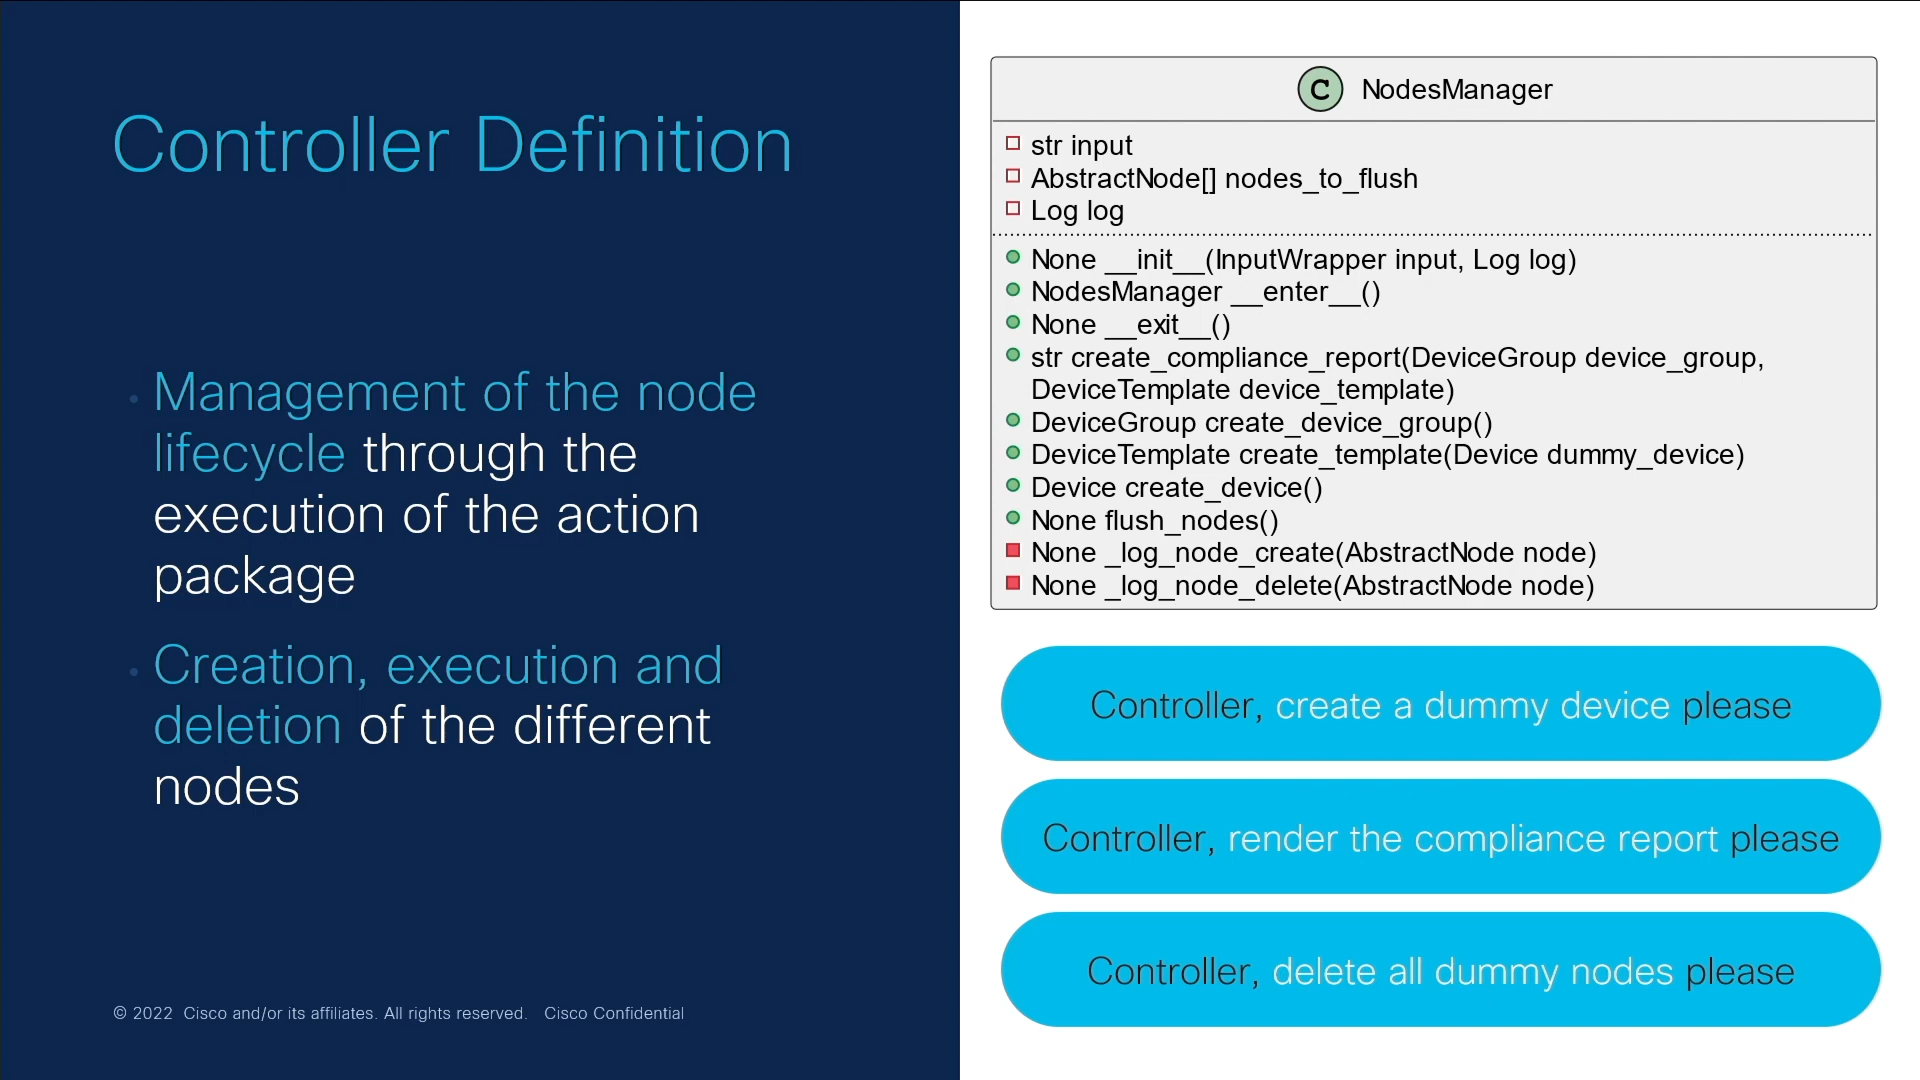 Controller Definition
• Management of the node
lifecycle through the
execution of the action
package
• Creation, execution and
deletion of the different
nodes
© 2022 Cisco and/or its affiliates. All rights reserved. Cisco Confidential
C NodesManager
str input
AbstractNode[] nodes_to_flush
Log log
None __init__(InputWrapper input, Log log)
NodesManager __enter__()
None __exit__()
str create_compliance_report(DeviceGroup device_group,
DeviceTemplate device_template)
DeviceGroup create_device_group()
DeviceTemplate create_template(Device dummy_device)
Device create_device()
None flush_nodes()
None _log_node_create(AbstractNode node)
None _log_node_delete(AbstractNode node)
Controller, create a dummy device please
Controller, render the compliance report please
Controller, delete all dummy nodes please